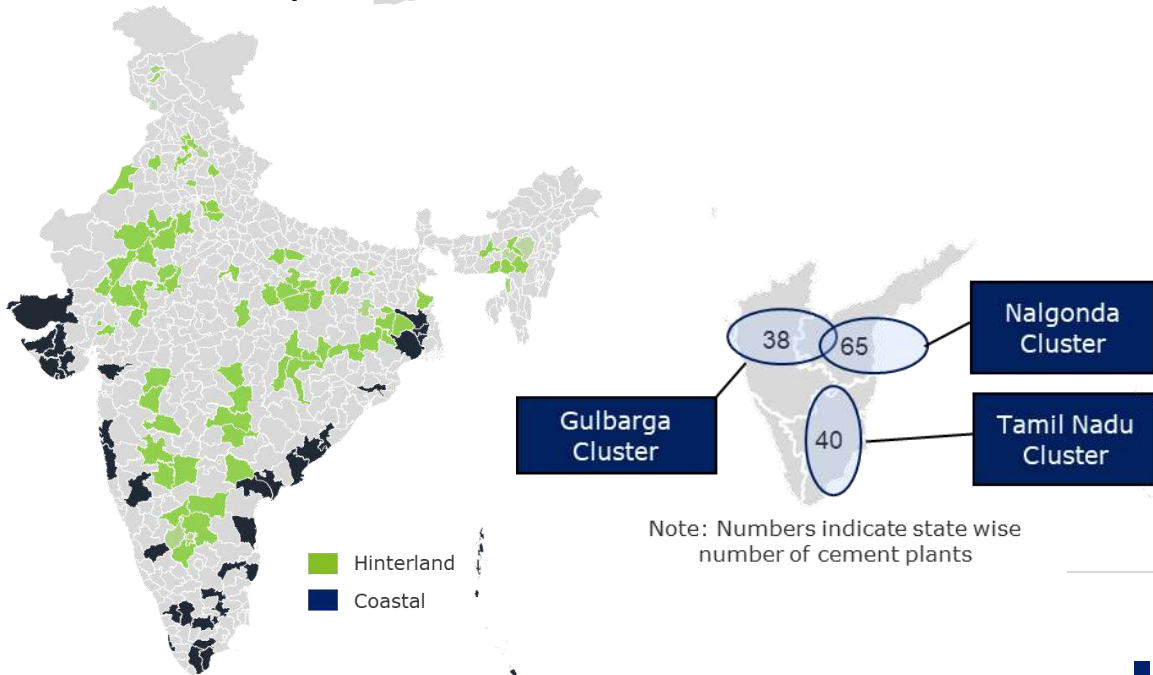 Hinterland
Coastal
38
65
40
Nalgonda
Cluster
Gulbarga
Cluster
Tamil Nadu
Cluster
Note: Numbers indicate state wise
number of cement plants